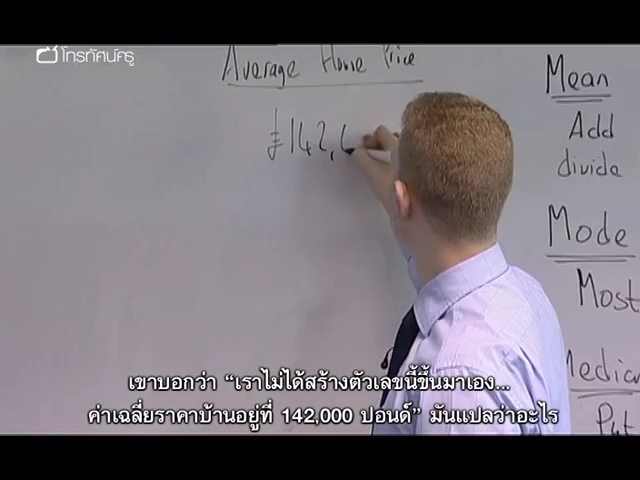 โทรทัศน์ครู
Average House Price
£142,
Mean
Add
divide
Mode
Most
Median
Put
เขาบอกว่า “เราไม่ได้สร้างตัวเลขนี้ขึ้นมาเอง...
ค่าเฉลี่ยราคาบ้านอยู่ที่ 142,000 ปอนด์” มันแปลว่าอะไร